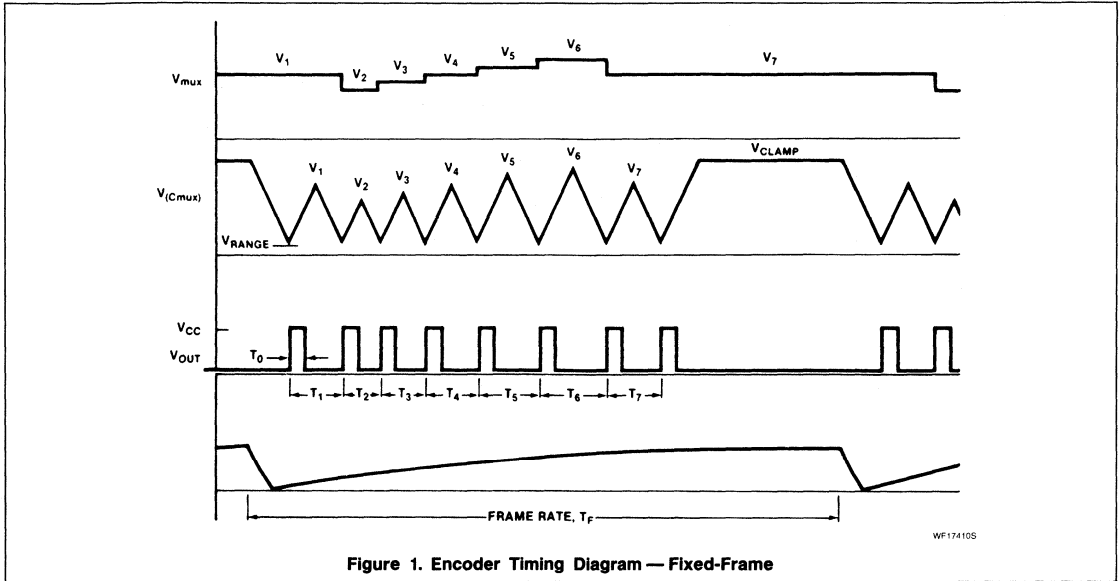 V1 V2 V3 V4 V5 V6 V7
Vmux
V1 V2 V3 V4 V5 V6 V7 VCLAMP
V(Cmux)
VRANGE
VCC
VOUT
T0
T1 T2 T3 T4 T5 T6 T7
FRAME RATE, TF
WF17410S
Figure 1. Encoder Timing Diagram — Fixed-Frame